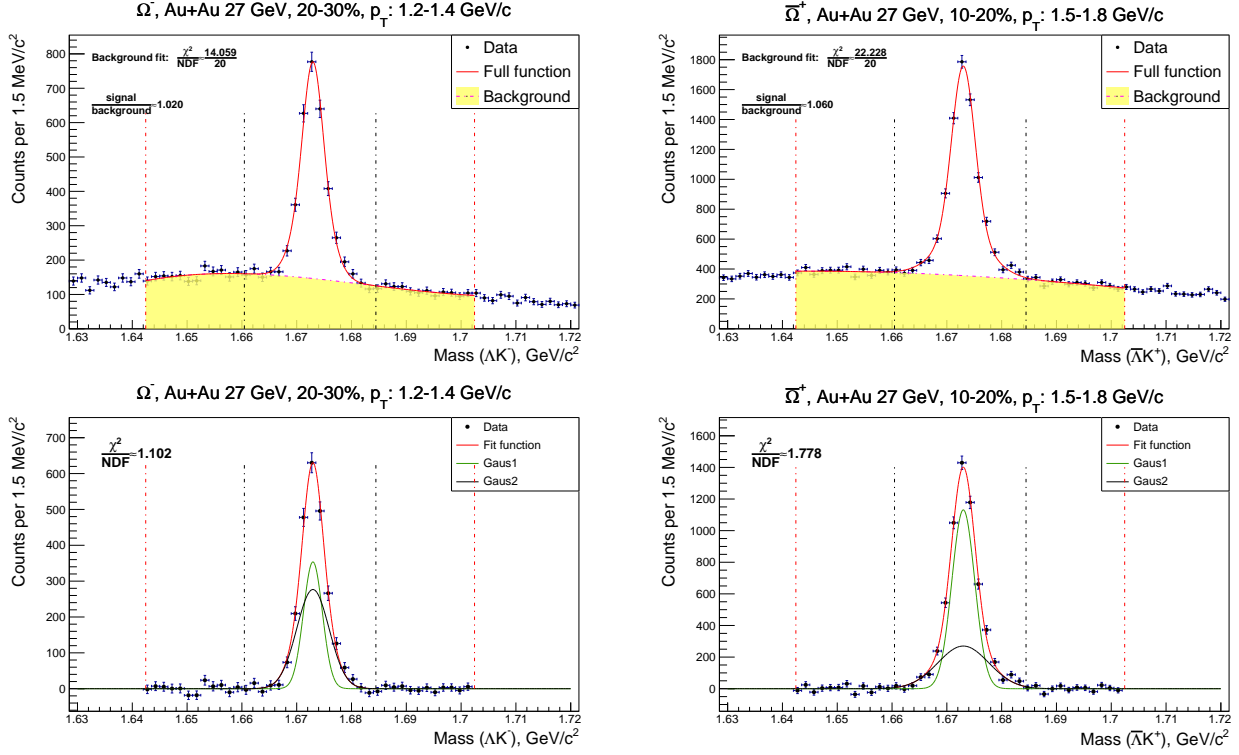 Ω⁻, Au+Au 27 GeV, 20-30%, p_T: 1.2-1.4 GeV/c
Counts per 1.5 MeV/c²
800
700
600
500
400
300
200
100
0
Background fit: χ²/NDF≈14.059/20
signal/background≈1.020
Data
Full function
Background
1.63 1.64 1.65 1.66 1.67 1.68 1.69 1.7 1.71 1.72
Mass (ΛK⁻), GeV/c²
Ω̅⁺, Au+Au 27 GeV, 10-20%, p_T: 1.5-1.8 GeV/c
Counts per 1.5 MeV/c²
1800
1600
1400
1200
1000
800
600
400
200
0
Background fit: χ²/NDF≈22.228/20
signal/background≈1.060
Data
Full function
Background
1.63 1.64 1.65 1.66 1.67 1.68 1.69 1.7 1.71 1.72
Mass (Λ̅K⁺), GeV/c²
Ω⁻, Au+Au 27 GeV, 20-30%, p_T: 1.2-1.4 GeV/c
Counts per 1.5 MeV/c²
700
600
500
400
300
200
100
0
χ²/NDF≈1.102
Data
Fit function
Gaus1
Gaus2
1.63 1.64 1.65 1.66 1.67 1.68 1.69 1.7 1.71 1.72
Mass (ΛK⁻), GeV/c²
Ω̅⁺, Au+Au 27 GeV, 10-20%, p_T: 1.5-1.8 GeV/c
Counts per 1.5 MeV/c²
1600
1400
1200
1000
800
600
400
200
0
χ²/NDF≈1.778
Data
Fit function
Gaus1
Gaus2
1.63 1.64 1.65 1.66 1.67 1.68 1.69 1.7 1.71 1.72
Mass (Λ̅K⁺), GeV/c²